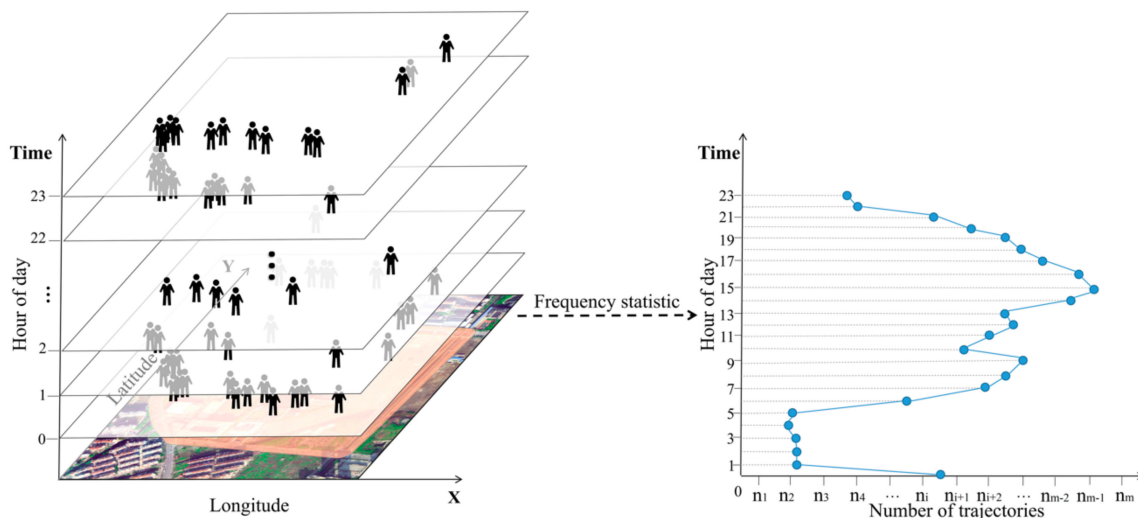 Time
23
22
⋮
2
1
0
Hour of day
Latitude
Y
Longitude
X
Frequency statistic
Time
23
21
19
17
15
13
11
9
7
5
3
1
Hour of day
0 n1 n2 n3 n4 ... ni ni+1 ni+2 ... nm-2 nm-1 nm
Number of trajectories